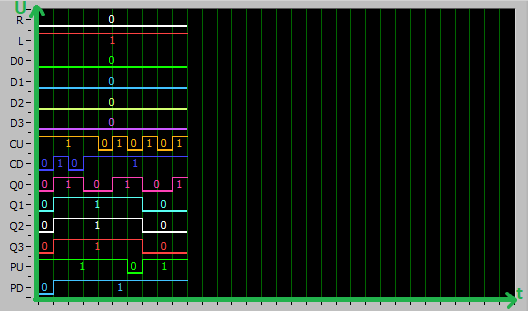 U
R 0
L 1
D0 0
D1 0
D2 0
D3 0
CU 1 0 1 0 1 0 1
CD 0 1 0 1
Q0 0 1 0 1 0 1
Q1 0 1 0
Q2 0 1 0
Q3 0 1 0
PU 1 0 1
PD 0 1
t